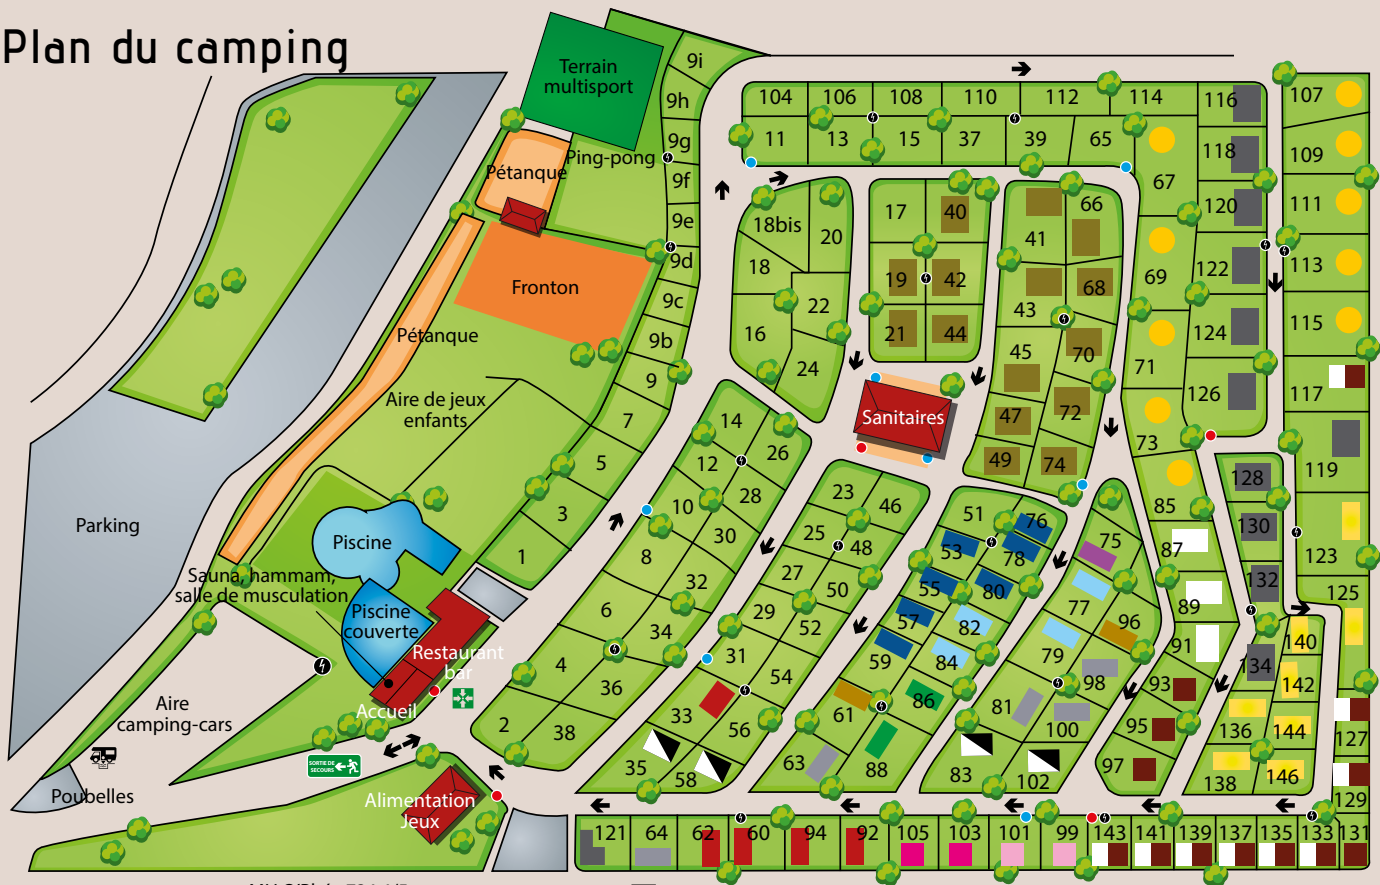 Plan du camping
Terrain
multisport
Pétanque
Ping-pong
Fronton
Pétanque
Aire de jeux
enfants
Parking
Piscine
Sauna, hammam,
salle de musculation
Piscine
couverte
Restaurant
bar
Accueil
Aire
camping-cars
Poubelles
SORTIE DE
SECOURS
Alimentation
Jeux
Sanitaires
9i
9h
9g
9f
9e
9d
9c
9b
9
7
5
3
1
104 106 108 110 112 114 116
11 13 15 37 39 65
118
67
120
69
122
71
124
126
73
85
107
109
111
113
115
117
119
123
125
127
129
18bis
20
18
22
16
24
17 40
19 42
21 44
66
41
43 68
45 70
47 72
49 74
14
26
12
28
10
30
8
32
6
34
4
36
2
38
23 46
25 48
27 50
29 52
31 54
33 56
35 58
51 76
53 78
55 80
57 82
59 84
61 86
63 88
75
77 96
79 98
81 100
83 102
87
89
91
93
95
97
128
130
132
134
136
138
140
142
144
146
121 64 62 60 94 92 105 103 101 99 143 141 139 137 135 133 131